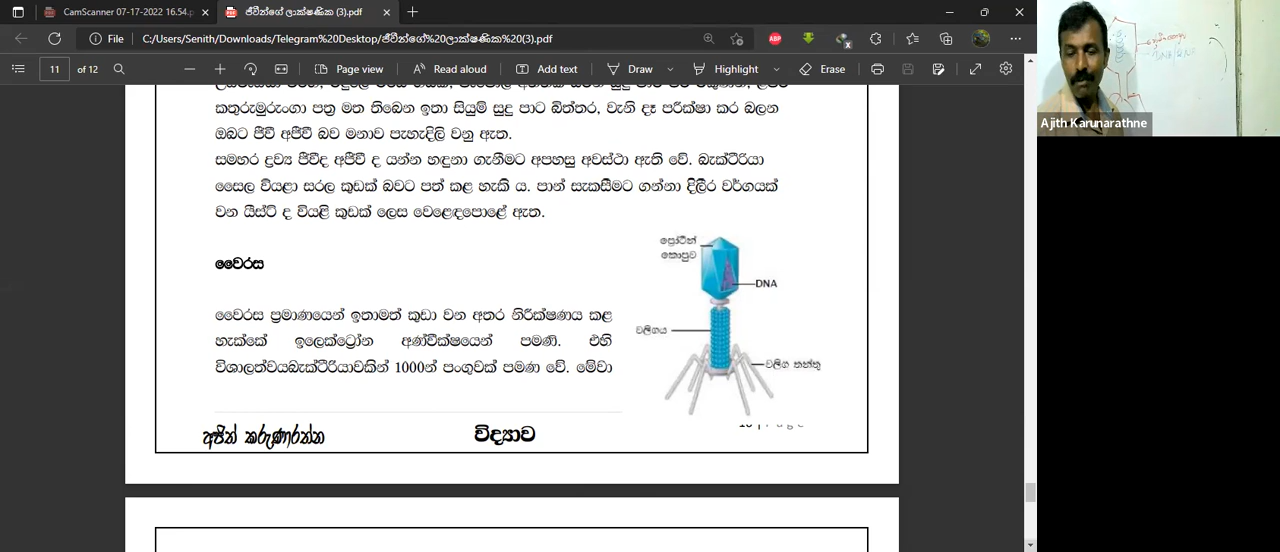 CamScanner 07-17-2022 16.54.p
ජීවීන්ගේ ලාක්ෂණික (3).pdf
File
C:/Users/Senith/Downloads/Telegram%20Desktop/ජීවීන්ගේ%20ලාක්ෂණික%20(3).pdf
11 of 12
Page view
Read aloud
Add text
Draw
Highlight
Erase
කතුරුමුරුංගා පත්‍ර මත තිබෙන ඉතා සියුම් සුදු පාට බිත්තර, වැනි දෑ පරීක්ෂා කර බලන
ඔබට ජීවී අජීවී බව මනාව පැහැදිලි වනු ඇත.
සමහර ද්‍රව්‍ය ජීවීද අජීවී ද යන්න හඳුනා ගැනීමට අපහසු අවස්ථා ඇති වේ. බැක්ටීරියා
සෛල වියළා සරල කුඩක් බවට පත් කළ හැකි ය. පාන් සැකසීමට ගන්නා දිලීර වර්ගයක්
වන යීස්ට් ද වියළි කුඩක් ලෙස වෙළෙඳපොළේ ඇත.
වෛරස
වෛරස ප්‍රමාණයෙන් ඉතාමත් කුඩා වන අතර නිරීක්ෂණය කළ
හැක්කේ ඉලෙක්ට්‍රෝන අණ්වීක්ෂයෙන් පමණි. එහි
විශාලත්වයබැක්ටීරියාවකින් 1000න් පංගුවක් පමණ වේ. මේවා
ප්‍රෝටීන්
කොපුව
DNA
වලිගය
වලිග තන්තු
අජිත් කරුණාරත්න
විද්‍යාව
Ajith Karunarathne